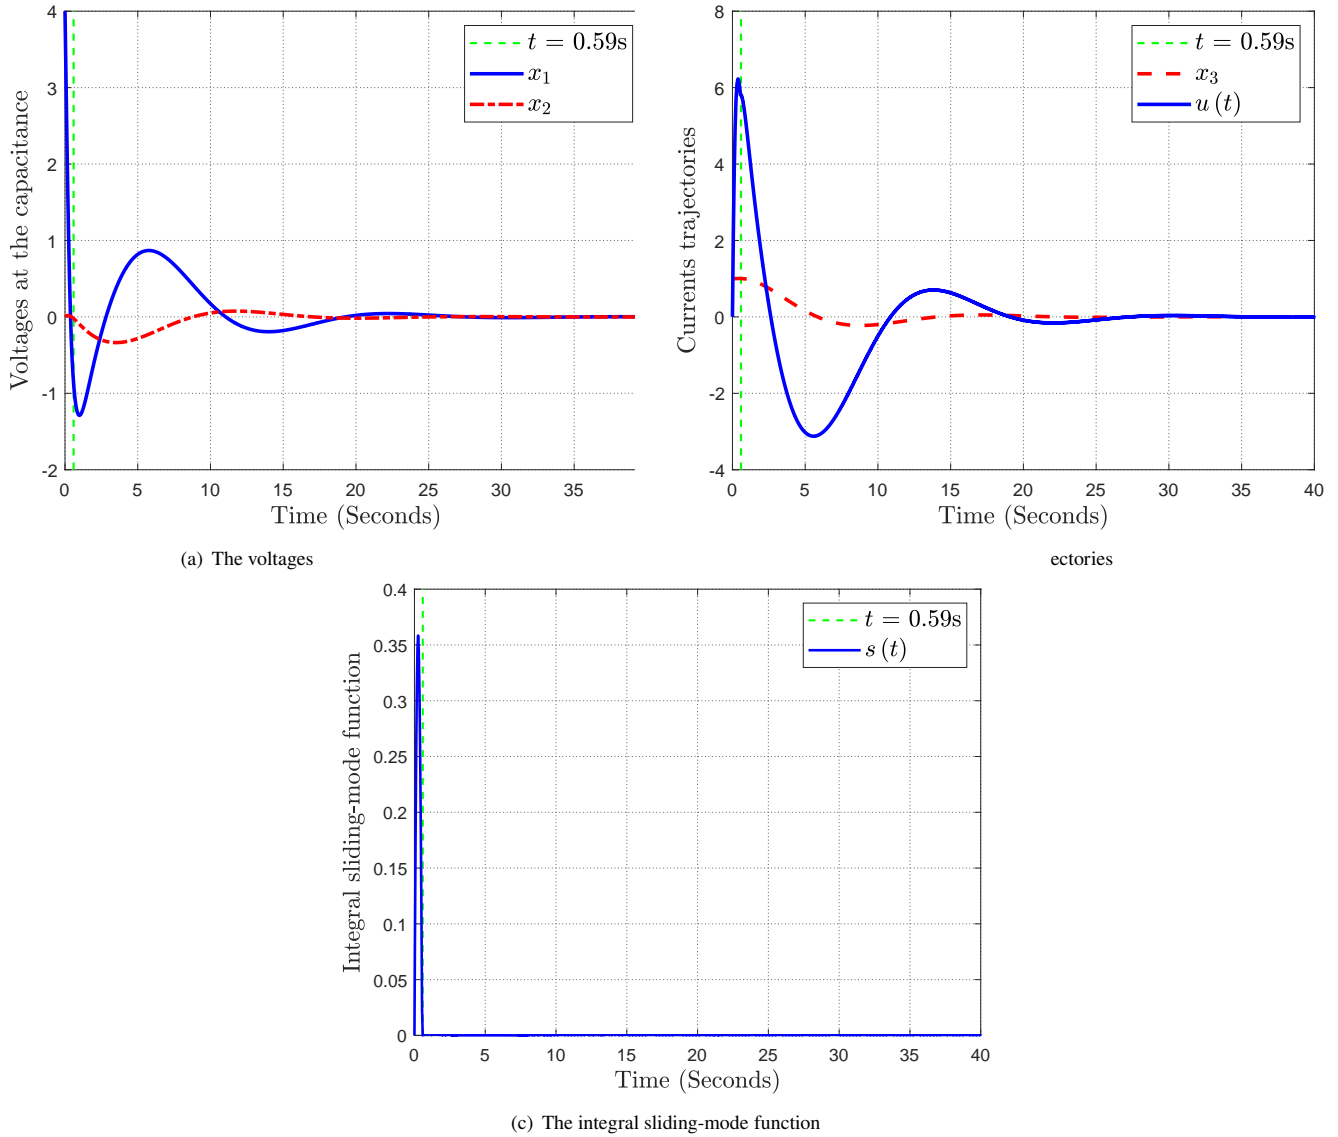 4
3
2
1
0
-1
-2
0 5 10 15 20 25 30 35
Voltages at the capacitance
Time (Seconds)
t = 0.59s
x₁
x₂
(a) The voltages
8
6
4
2
0
-2
-4
0 5 10 15 20 25 30 35 40
Currents trajectories
Time (Seconds)
t = 0.59s
x₃
u (t)
ectories
0.4
0.35
0.3
0.25
0.2
0.15
0.1
0.05
0
0 5 10 15 20 25 30 35 40
Integral sliding-mode function
Time (Seconds)
t = 0.59s
s (t)
(c) The integral sliding-mode function